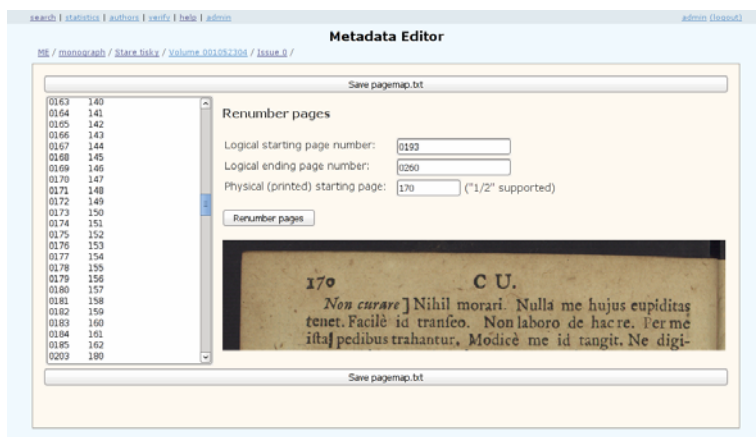 search | statistics | authors | verify | help | admin
admin (logout)
Metadata Editor
ME / monograph / Stare tisky / Volume 001052304 / Issue 0 /
Save pagemap.txt
0163 140
0164 141
0165 142
0166 143
0167 144
0168 145
0169 146
0170 147
0171 148
0172 149
0173 150
0174 151
0175 152
0176 153
0177 154
0178 155
0179 156
0180 157
0181 158
0182 159
0183 160
0184 161
0185 162
0203 180
Renumber pages
Logical starting page number: 0193
Logical ending page number: 0260
Physical (printed) starting page: 170 ("1/2" supported)
Renumber pages
170 C U.
Non curare] Nihil morari. Nulla me hujus cupiditas
tenet. Facilè id tranſeo. Non laboro de hac re. Per me
iſta] pedibus trahantur, Modicè me id tangit. Ne digi-
Save pagemap.txt